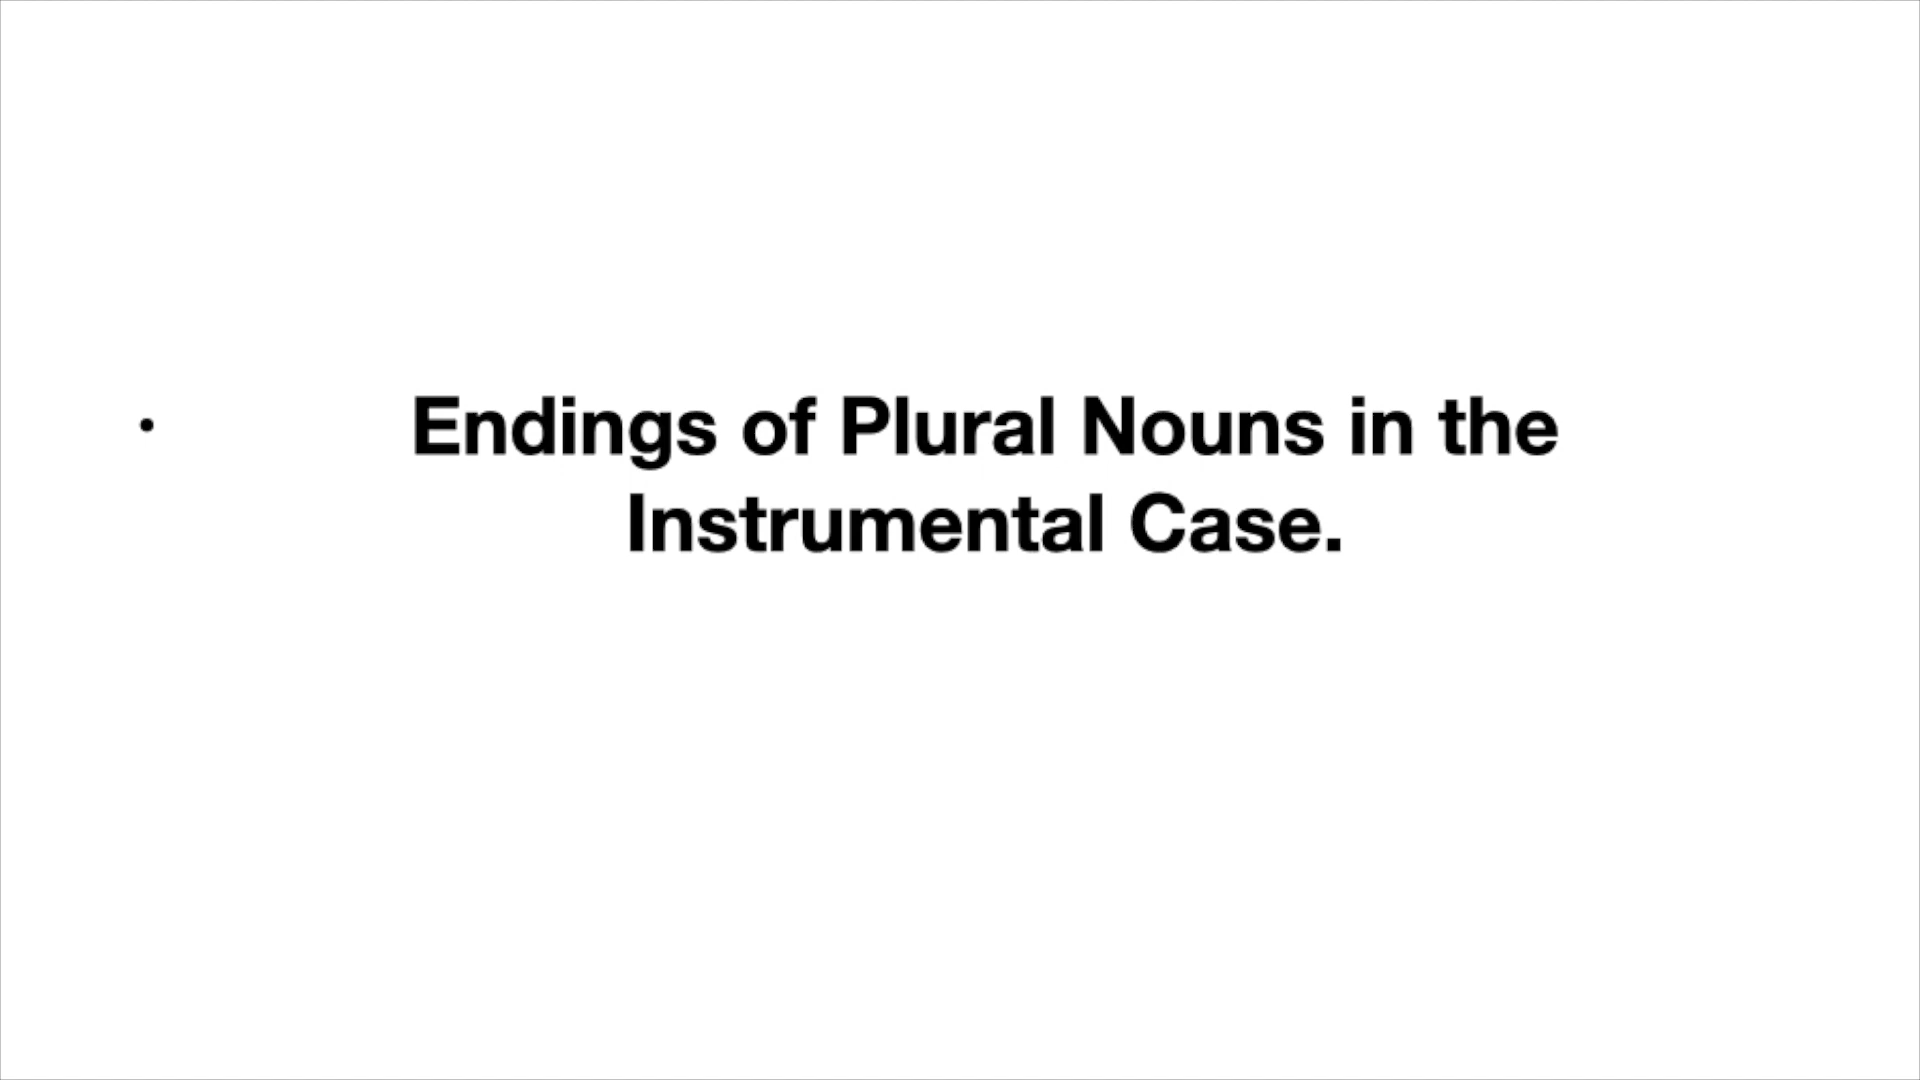 • Endings of Plural Nouns in the
Instrumental Case.